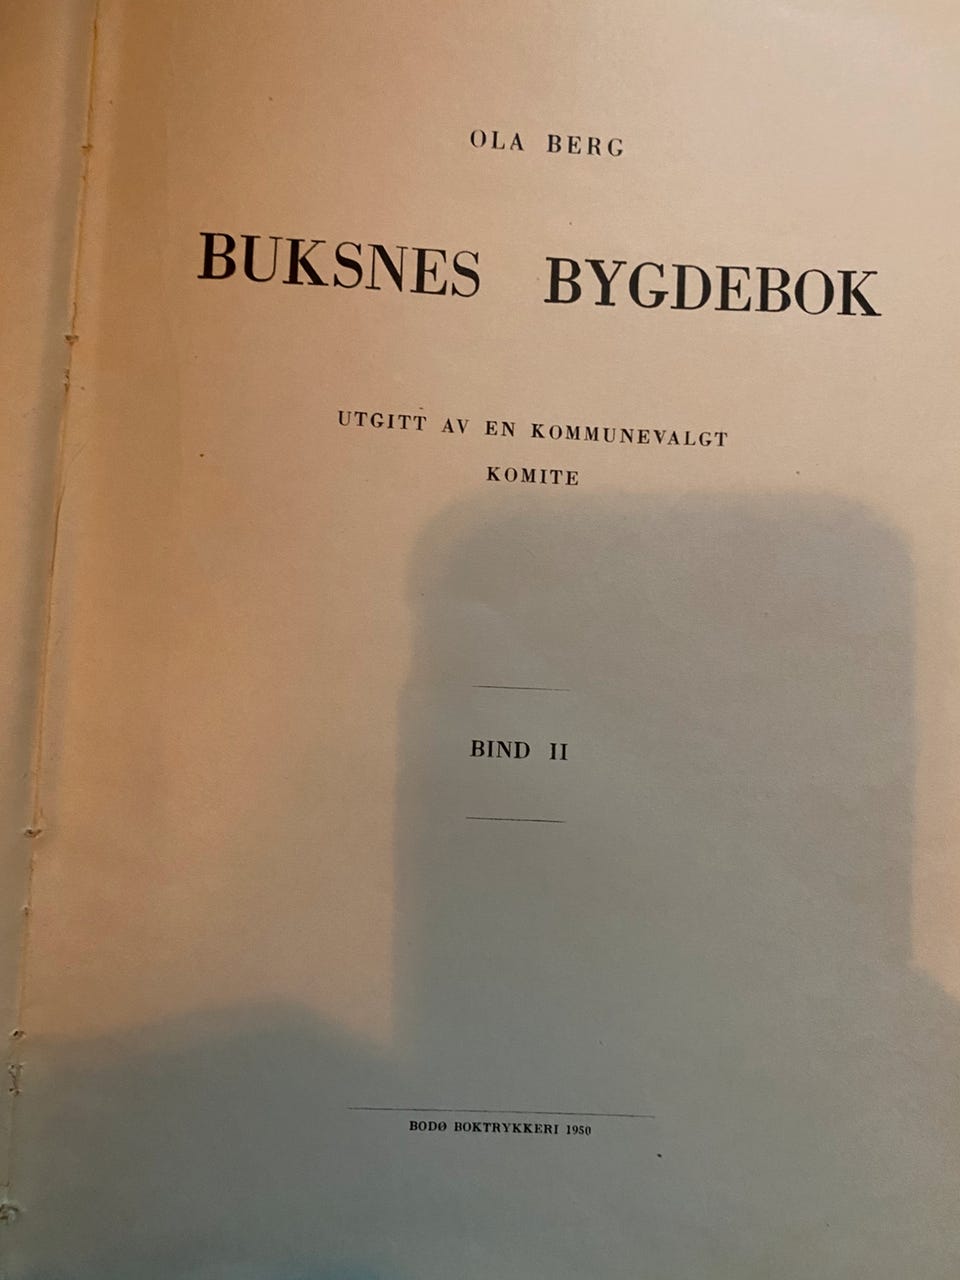 OLA BERG
BUKSNES BYGDEBOK
UTGITT AV EN KOMMUNEVALGT
KOMITE
BIND II
BODØ BOKTRYKKERI 1950